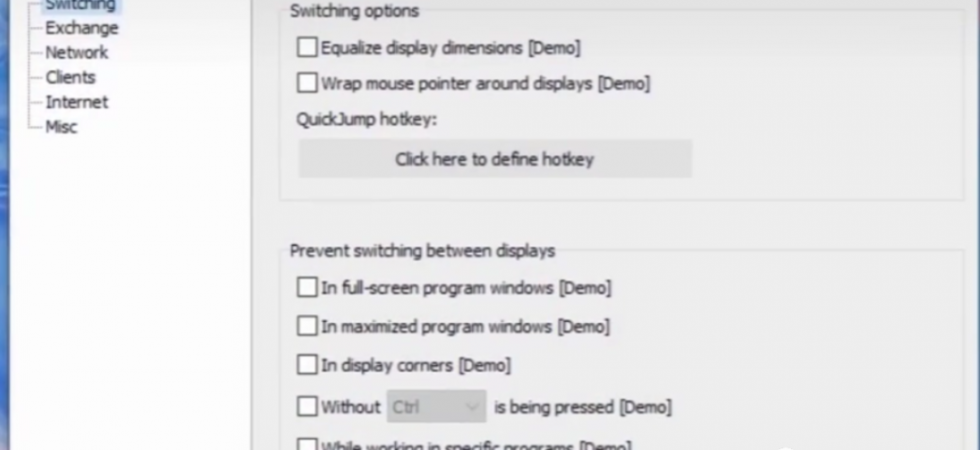 Switching
Exchange
Network
Clients
Internet
Misc
Switching options
Equalize display dimensions [Demo]
Wrap mouse pointer around displays [Demo]
QuickJump hotkey:
Click here to define hotkey
Prevent switching between displays
In full-screen program windows [Demo]
In maximized program windows [Demo]
In display corners [Demo]
Without Ctrl is being pressed [Demo]
While working in specific programs [Demo]